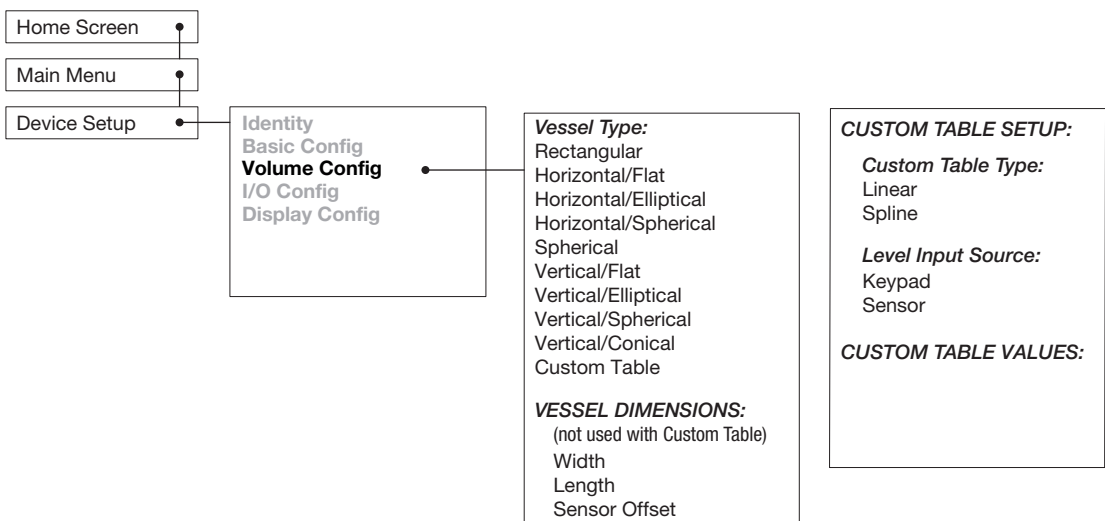 Home Screen
Main Menu
Device Setup
Identity
Basic Config
Volume Config
I/O Config
Display Config
Vessel Type:
Rectangular
Horizontal/Flat
Horizontal/Elliptical
Horizontal/Spherical
Spherical
Vertical/Flat
Vertical/Elliptical
Vertical/Spherical
Vertical/Conical
Custom Table
VESSEL DIMENSIONS:
(not used with Custom Table)
Width
Length
Sensor Offset
CUSTOM TABLE SETUP:
Custom Table Type:
Linear
Spline
Level Input Source:
Keypad
Sensor
CUSTOM TABLE VALUES: